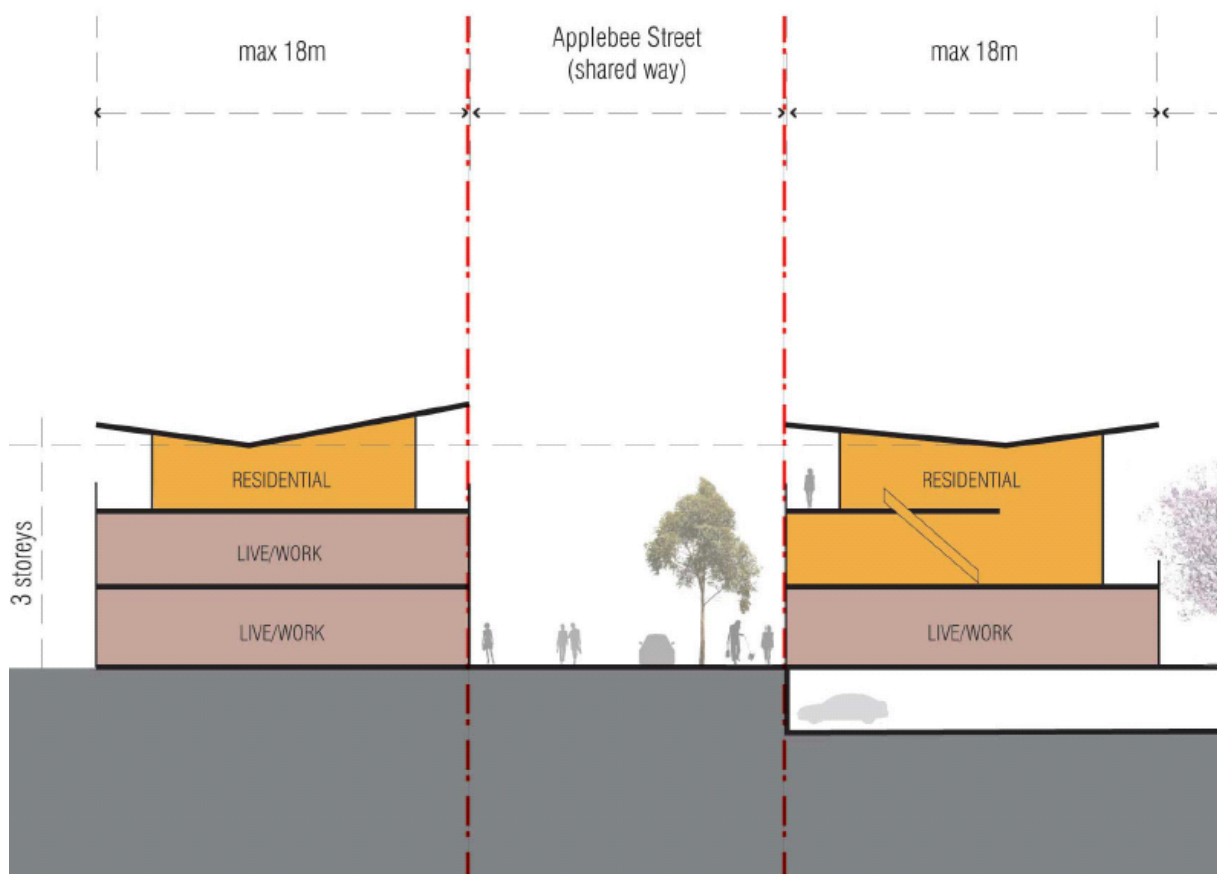 max 18m
Applebee Street
(shared way)
max 18m
RESIDENTIAL
RESIDENTIAL
LIVE/WORK
3 storeys
LIVE/WORK
LIVE/WORK